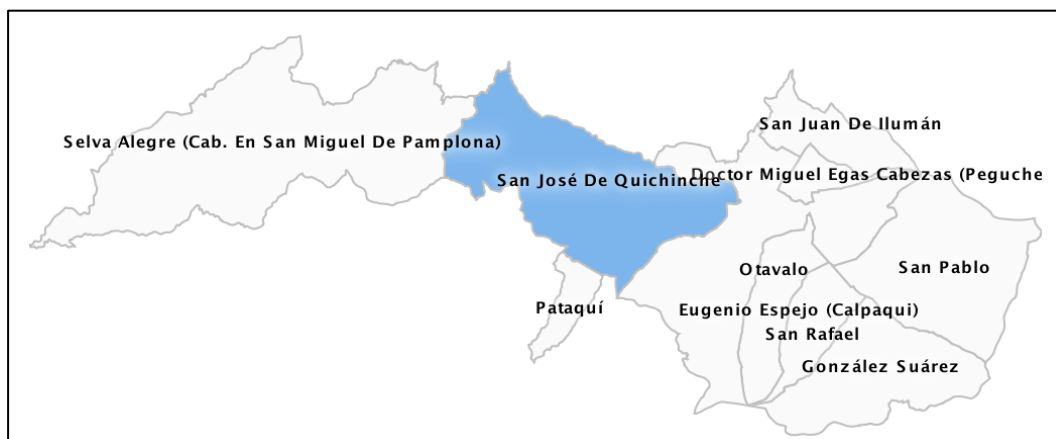 San Juan De Ilumán
Selva Alegre (Cab. En San Miguel De Pamplona)
San José De Quichinche
Doctor Miguel Egas Cabezas (Peguche
Otavalo
San Pablo
Pataquí
Eugenio Espejo (Calpaqui)
San Rafael
González Suárez